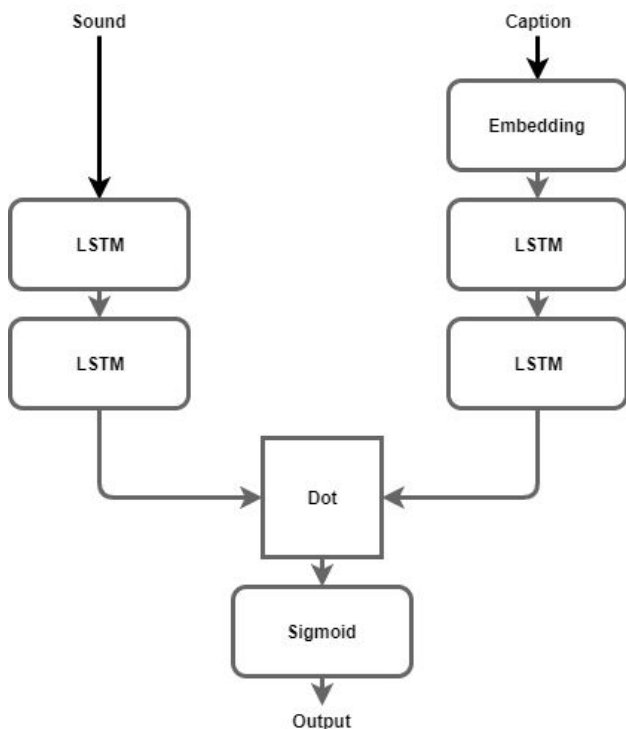 Sound
Caption
Embedding
LSTM
LSTM
LSTM
LSTM
Dot
Sigmoid
Output